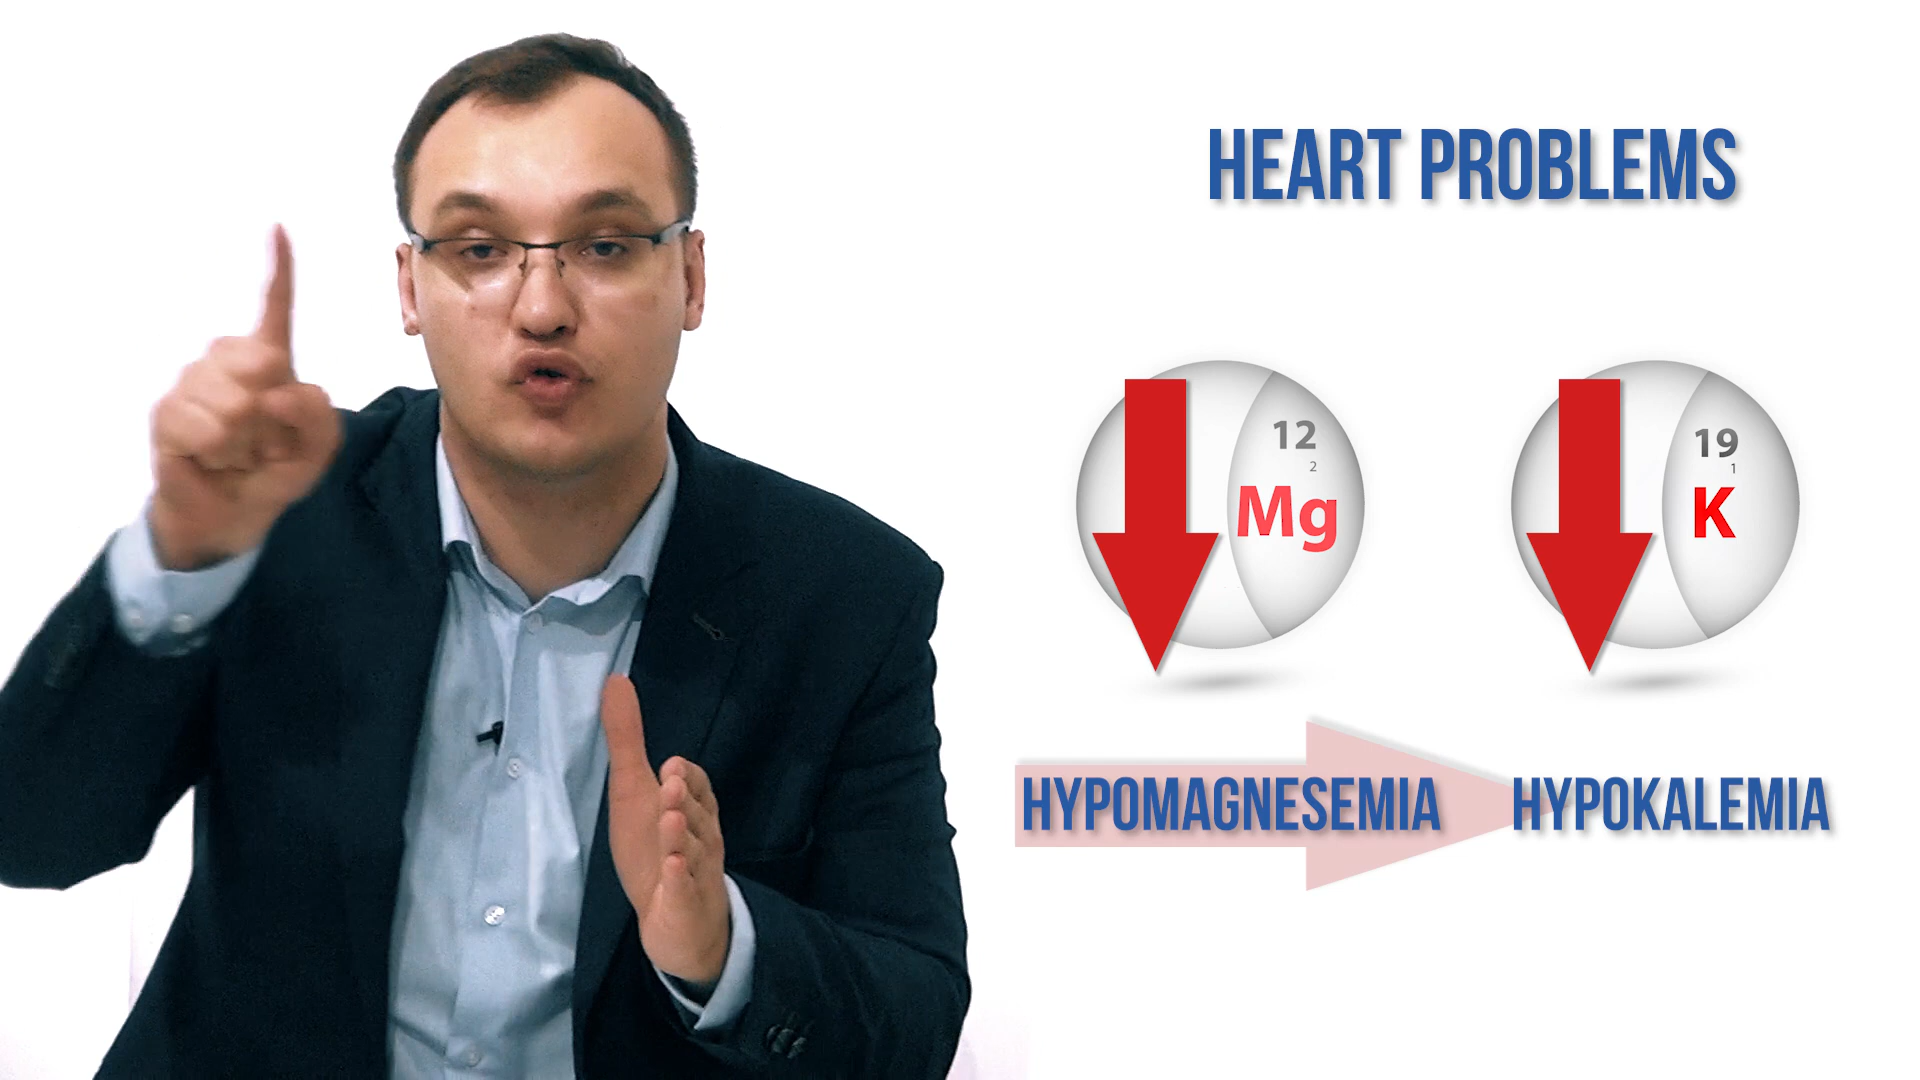 HEART PROBLEMS
12
2
Mg
19
1
K
HYPOMAGNESEMIA
HYPOKALEMIA